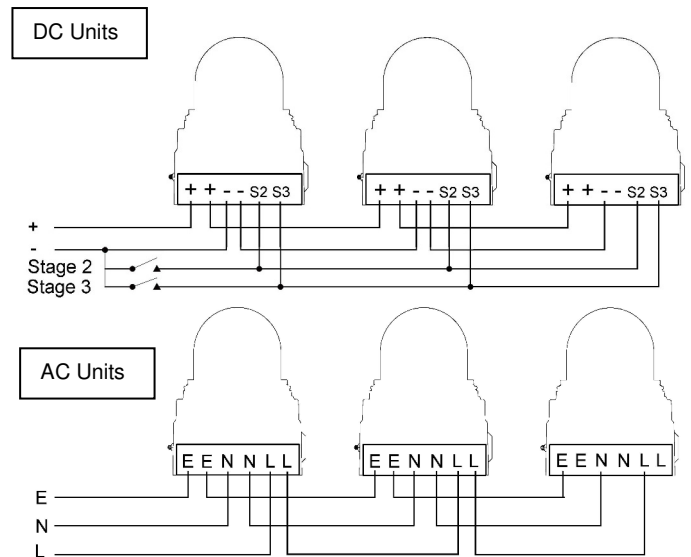 DC Units
+ + - - S2 S3
+ + - - S2 S3
+ + - - S2 S3
+
-
Stage 2
Stage 3
AC Units
E E N N L L
E E N N L L
E E N N L L
E
N
L